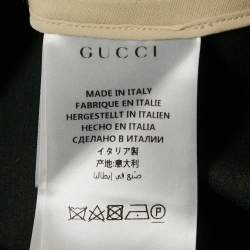 GUCCI
MADE IN ITALY
FABRIQUE EN ITALIE
HERGESTELLT IN ITALIEN
HECHO EN ITALIA
СДЕЛАНО В ИТАЛИИ
イタリア製
产地:意大利
صنع في إيطاليا
P